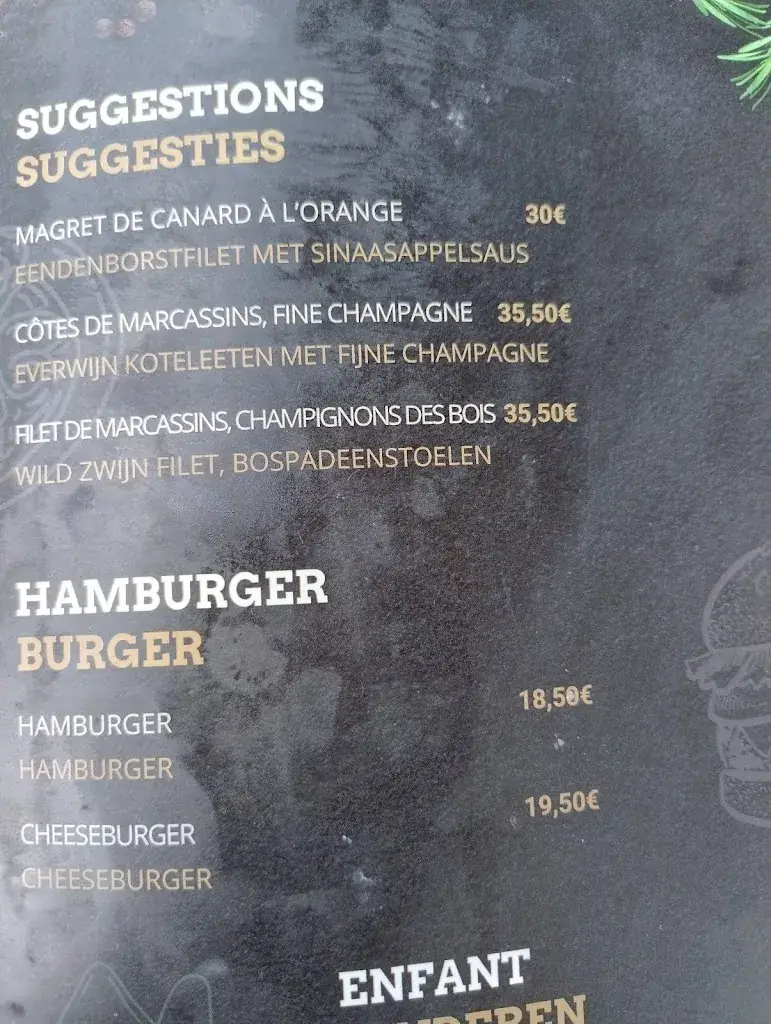 SUGGESTIONS
SUGGESTIES
MAGRET DE CANARD À L'ORANGE 30€
EENDENBORSTFILET MET SINAASAPPELSAUS
CÔTES DE MARCASSINS, FINE CHAMPAGNE 35,50€
EVERWIJN KOTELEETEN MET FIJNE CHAMPAGNE
FILET DE MARCASSINS, CHAMPIGNONS DES BOIS 35,50€
WILD ZWIJN FILET, BOSPADEENSTOELEN
HAMBURGER
BURGER
HAMBURGER 18,50€
HAMBURGER
CHEESEBURGER 19,50€
CHEESEBURGER
ENFANT